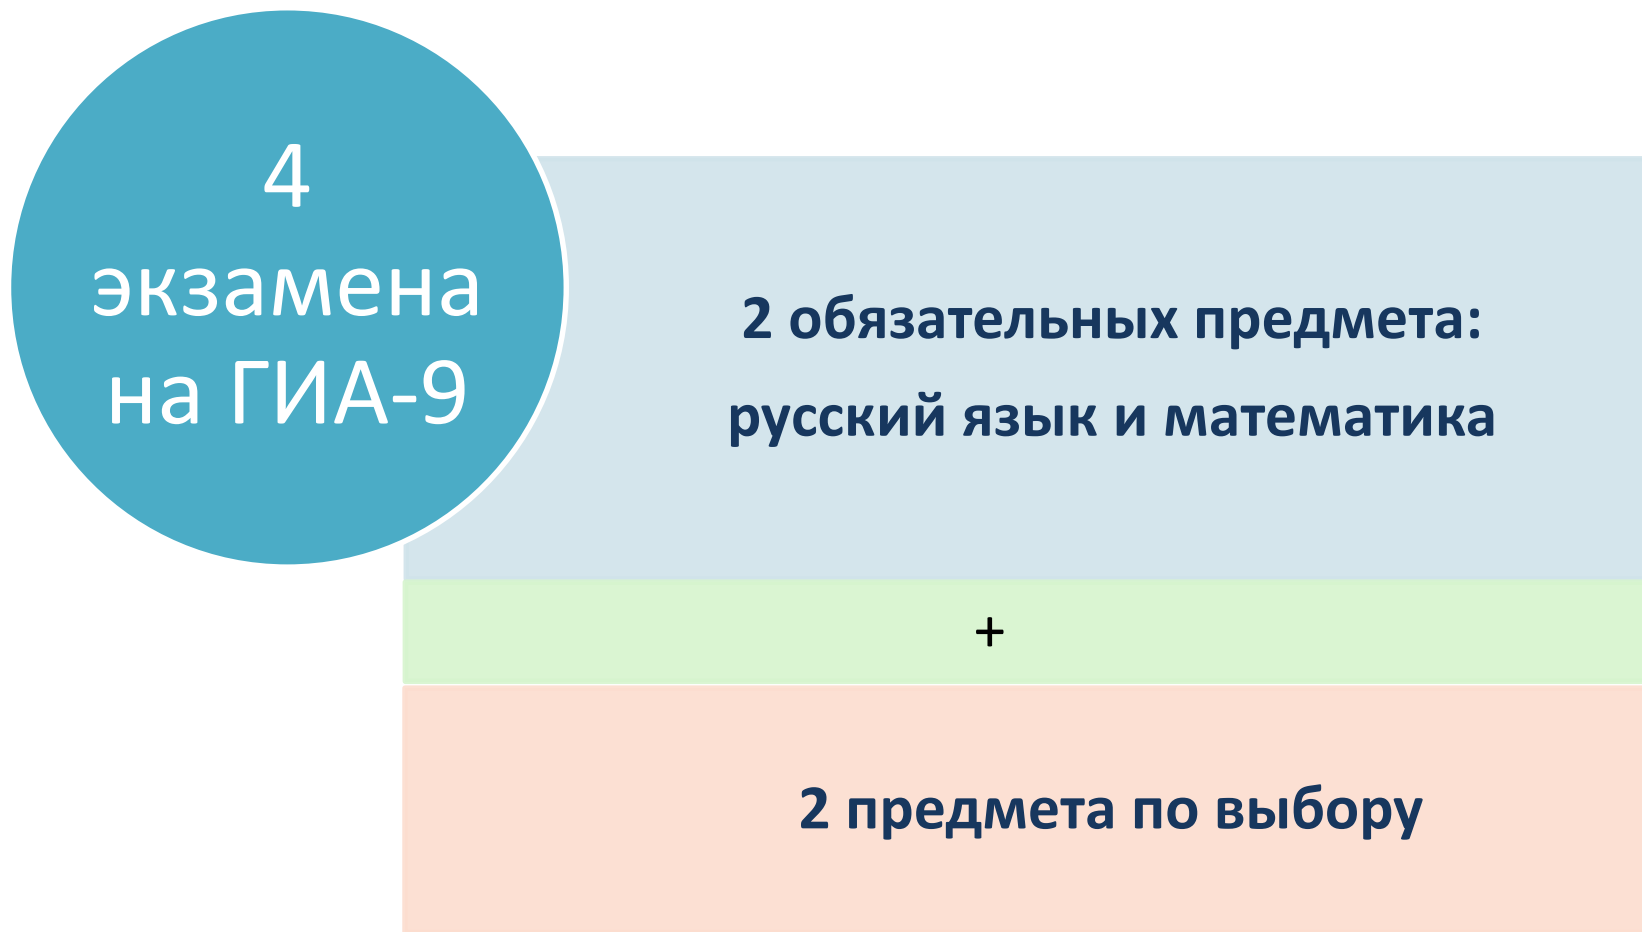 4
экзамена
на ГИА-9
2 обязательных предмета:
русский язык и математика
+
2 предмета по выбору